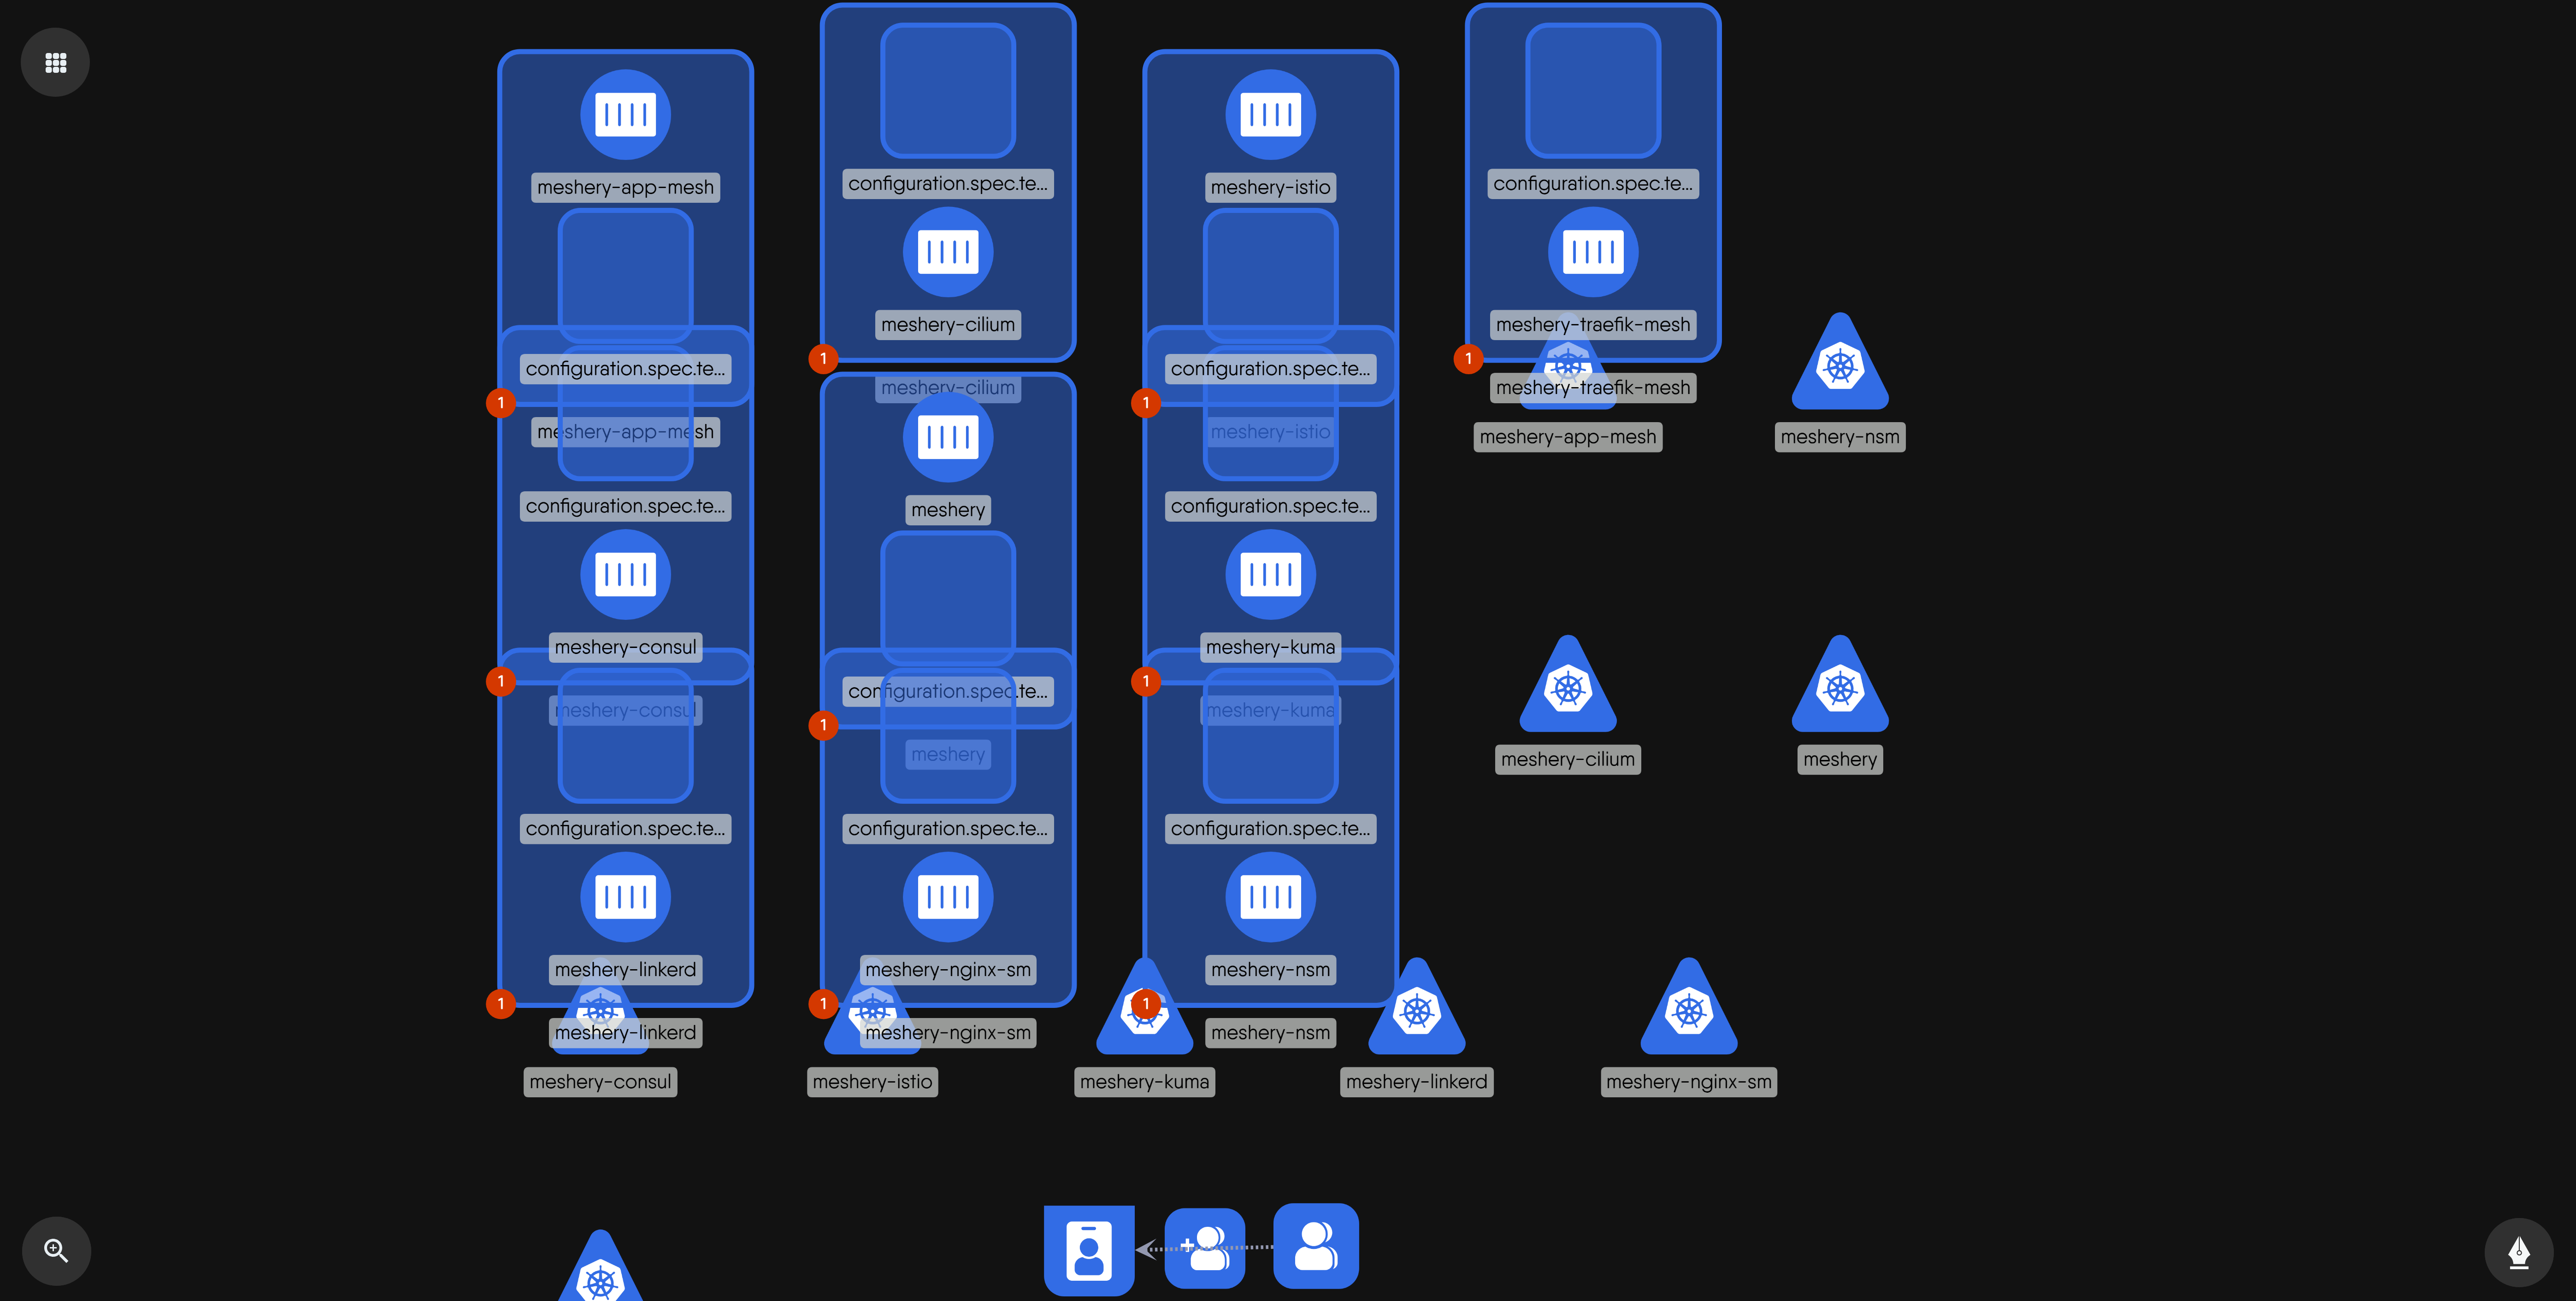 meshery-app-mesh
configuration.spec.te...
1
meshery-app-mesh
configuration.spec.te...
meshery-consul
1
meshery-consul
configuration.spec.te...
meshery-linkerd
1
meshery-linkerd
meshery-consul
configuration.spec.te...
meshery-cilium
1
meshery-cilium
meshery
configuration.spec.te...
1
meshery
configuration.spec.te...
meshery-nginx-sm
1
meshery-nginx-sm
meshery-istio
meshery-istio
configuration.spec.te...
1
meshery-istio
configuration.spec.te...
meshery-kuma
1
meshery-kuma
configuration.spec.te...
meshery-nsm
1
meshery-nsm
meshery-kuma
configuration.spec.te...
meshery-traefik-mesh
1
meshery-traefik-mesh
meshery-app-mesh
meshery-nsm
meshery-cilium
meshery
meshery-linkerd
meshery-nginx-sm